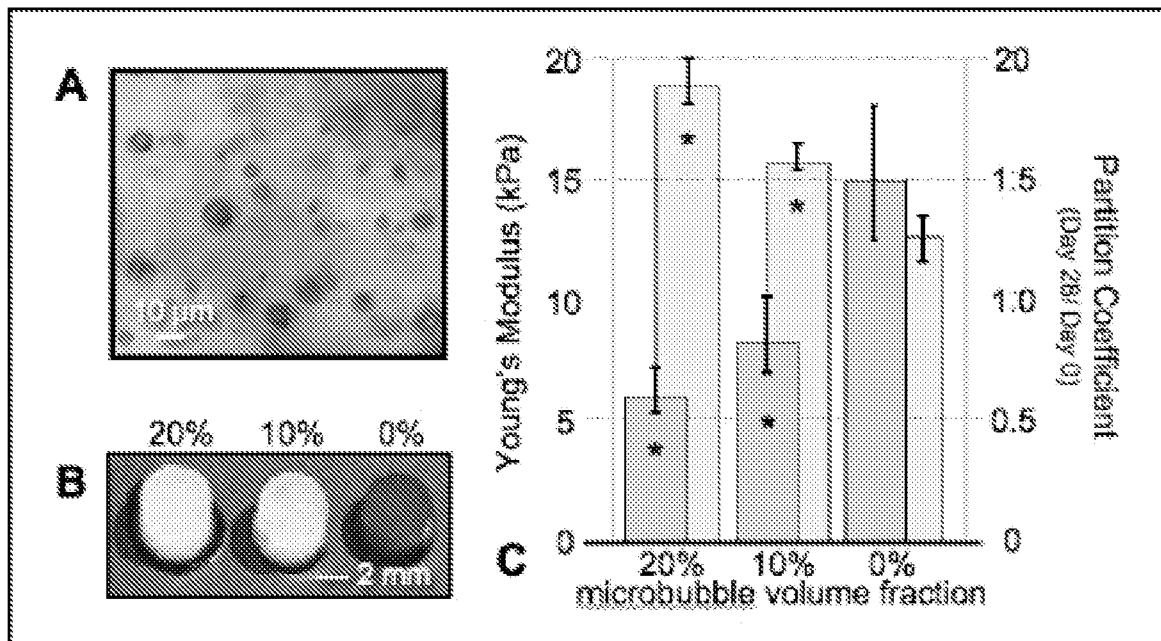 A
10 µm
20% 10% 0%
B
2 mm
C
Young's Modulus (kPa)
20
15
10
5
0
*
*
*
*
20% 10% 0%
microbubble volume fraction
20
1.5
1.0
0.5
0
Partition Coefficient
(Day 28/ Day 0)